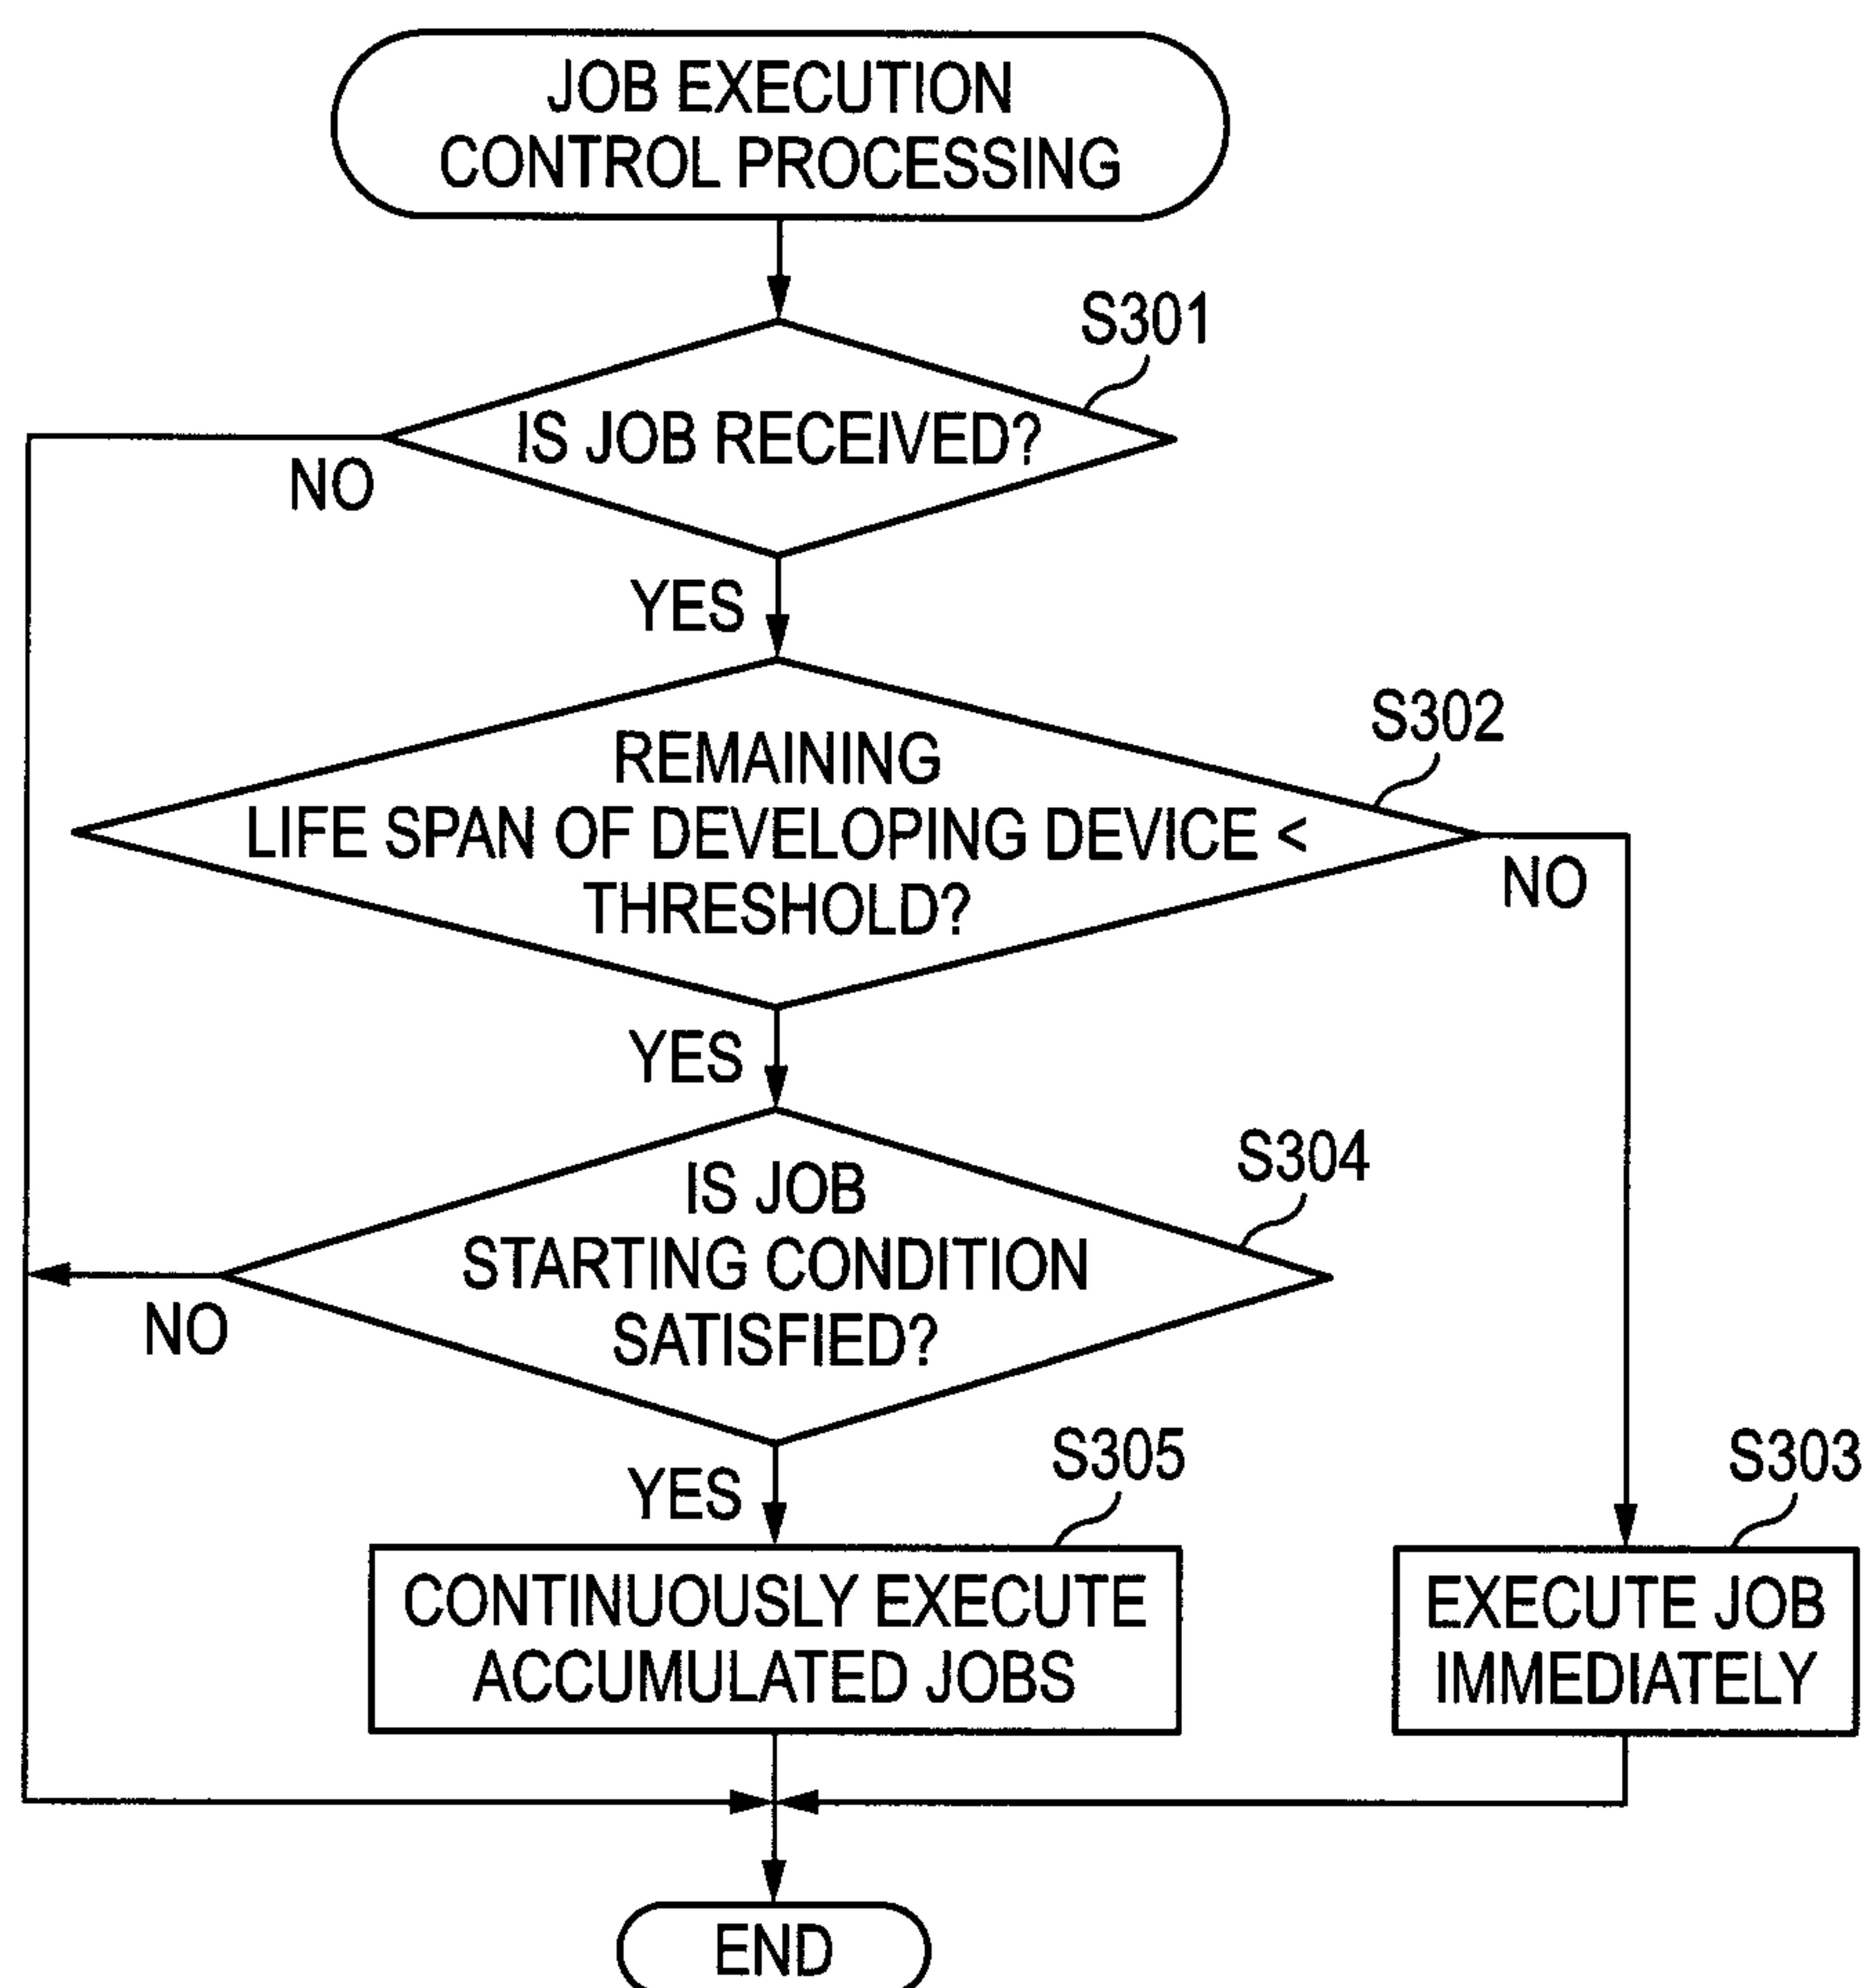 JOB EXECUTION
CONTROL PROCESSING
S301
IS JOB RECEIVED?
NO
YES
S302
REMAINING
LIFE SPAN OF DEVELOPING DEVICE <
THRESHOLD?
NO
YES
S304
IS JOB
STARTING CONDITION
SATISFIED?
NO
YES
S305
S303
CONTINUOUSLY EXECUTE
ACCUMULATED JOBS
EXECUTE JOB
IMMEDIATELY
END